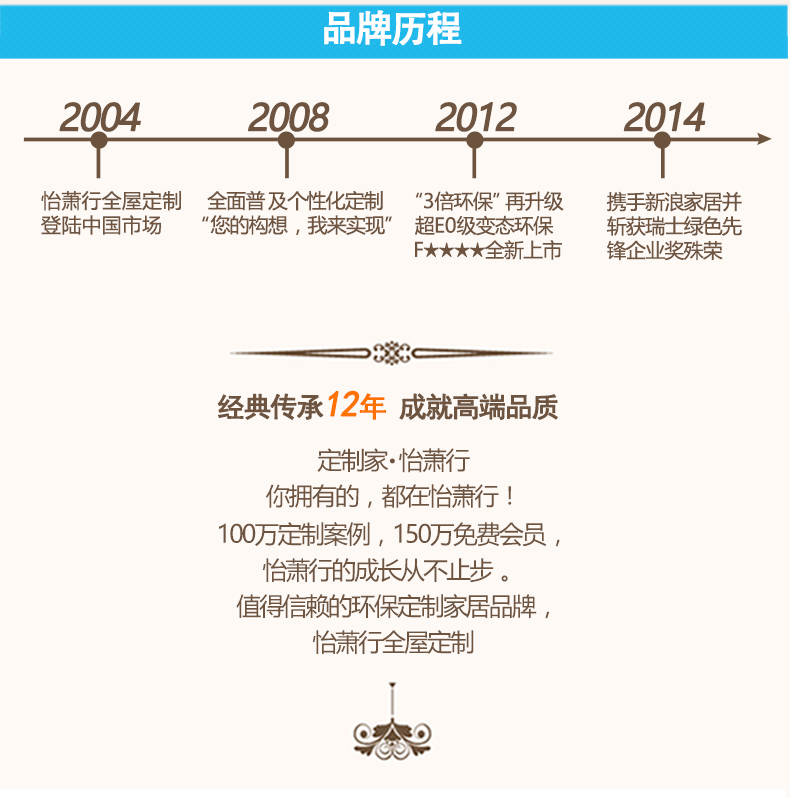 品牌历程
2004
怡萧行全屋定制
登陆中国市场
2008
全面普及个性化定制
“您的构想，我来实现”
2012
“3倍环保”再升级
超E0级变态环保
F★★★★全新上市
2014
携手新浪家居并
斩获瑞士绿色先
锋企业奖殊荣
经典传承12年 成就高端品质
定制家·怡萧行
你拥有的，都在怡萧行！
100万定制案例，150万免费会员，
怡萧行的成长从不止步。
值得信赖的环保定制家居品牌，
怡萧行全屋定制